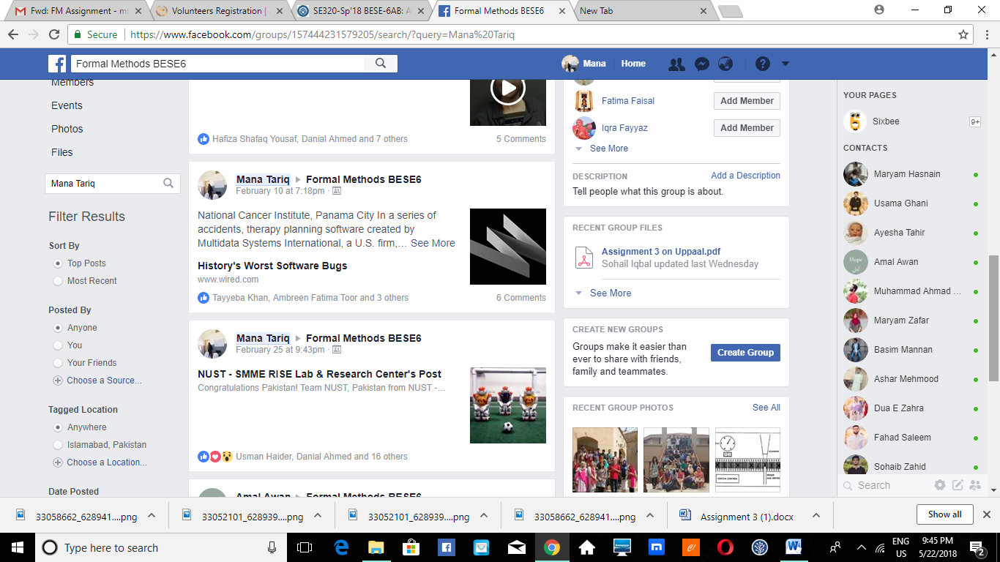 Fwd: FM Assignment - m
Volunteers Registration |
SE320-Sp'18 BESE-6AB: A
Formal Methods BESE6
New Tab
Secure
https://www.facebook.com/groups/157444231579205/search/?query=Mana%20Tariq
Formal Methods BESE6
Mana
Home
Members
Events
Photos
Files
Mana Tariq
Filter Results
Sort By
Top Posts
Most Recent
Posted By
Anyone
You
Your Friends
Choose a Source...
Tagged Location
Anywhere
Islamabad, Pakistan
Choose a Location...
Date Posted
Hafiza Shafaq Yousaf, Danial Ahmed and 7 others
5 Comments
Mana Tariq Formal Methods BESE6
February 10 at 7:18pm ·
National Cancer Institute, Panama City In a series of
accidents, therapy planning software created by
Multidata Systems International, a U.S. firm,… See More
History's Worst Software Bugs
www.wired.com
Tayyeba Khan, Ambreen Fatima Toor and 3 others
6 Comments
Mana Tariq Formal Methods BESE6
February 25 at 9:43pm ·
NUST - SMME RISE Lab & Research Center's Post
Congratulations Pakistan! Team NUST, Pakistan from NUST -…
Usman Haider, Danial Ahmed and 16 others
Amal Awan Formal Methods BESE6
Fatima Faisal
Add Member
Iqra Fayyaz
Add Member
See More
DESCRIPTION
Add a Description
Tell people what this group is about.
RECENT GROUP FILES
Assignment 3 on Uppaal.pdf
Sohail Iqbal updated last Wednesday
See More
CREATE NEW GROUPS
Groups make it easier than
ever to share with friends,
family and teammates.
Create Group
RECENT GROUP PHOTOS
See All
YOUR PAGES
Sixbee
9+
CONTACTS
Maryam Hasnain
Usama Ghani
Ayesha Tahir
Hope
Amal Awan
Muhammad Ahmad ...
Maryam Zafar
Basim Mannan
Ashar Mehmood
Dua E Zahra
Fahad Saleem
Sohaib Zahid
Search
33058662_628941....png
33052101_628939....png
33052101_628939....png
33058662_628941....png
Assignment 3 (1).docx
Show all
Type here to search
ENG
US
9:45 PM
5/22/2018
2